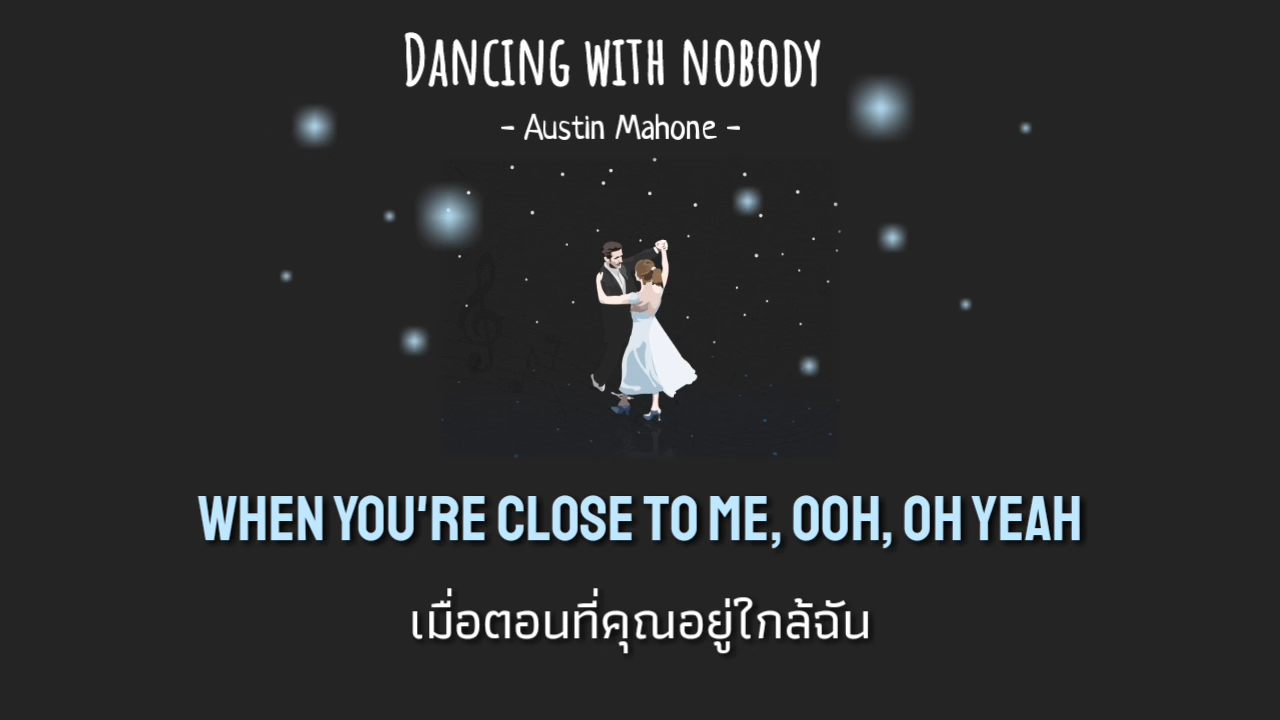 Dancing with nobody
- Austin Mahone -
WHEN YOU'RE CLOSE TO ME, OOH, OH YEAH
เมื่อตอนที่คุณอยู่ใกล้ฉัน